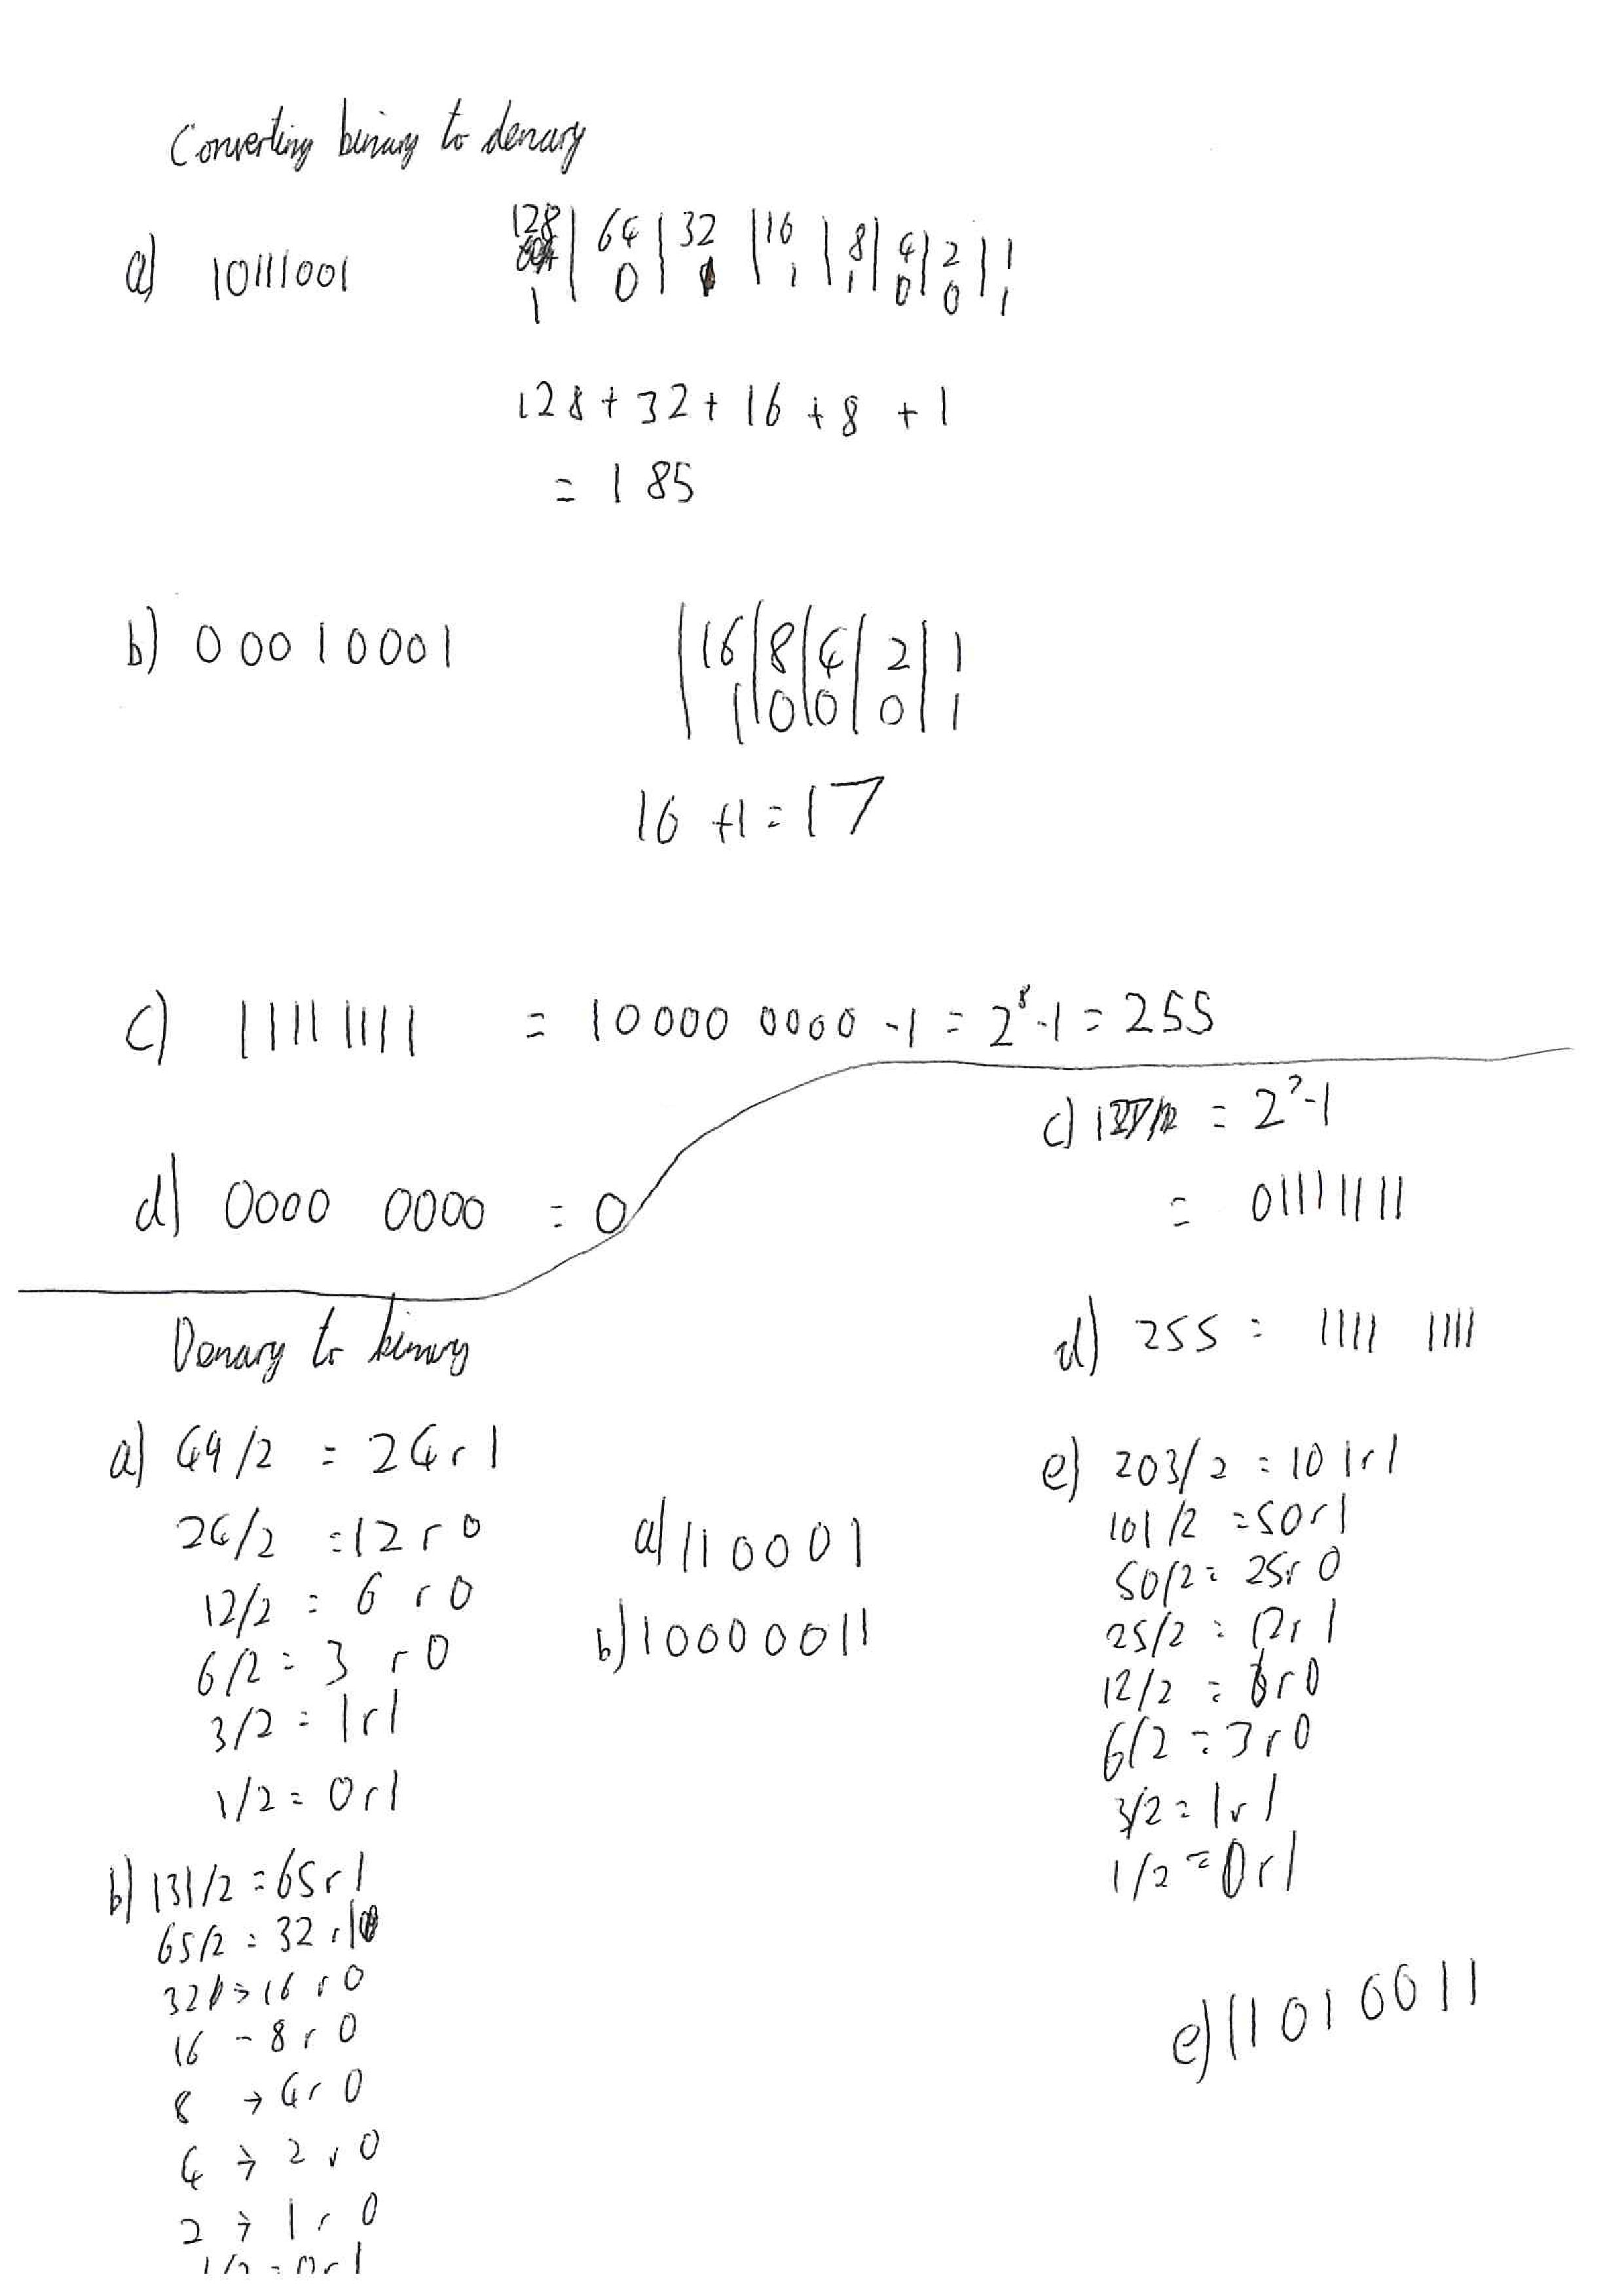 Converting binary to denary
a) 10111001
128 | 64 | 32 | 16 | 8 | 4 | 2 | 1
1 | 0 | 1 | 1 | 1 | 0 | 0 | 1
128 + 32 + 16 + 8 + 1
= 185
b) 00010001
| 16 | 8 | 4 | 2 | 1
| 1 | 0 | 0 | 0 | 1
16 + 1 = 17
c) 1111 1111 = 10000 0000 - 1 = 2⁸ - 1 = 255
d) 0000 0000 = 0
Denary to binary
a) 49/2 = 24 r 1
24/2 = 12 r 0
12/2 = 6 r 0
6/2 = 3 r 0
3/2 = 1 r 1
1/2 = 0 r 1
b) 131/2 = 65 r 1
65/2 = 32 r 1
32 → 16 r 0
16 - 8 r 0
8 → 4 r 0
4 → 2 r 0
2 → 1 r 0
1/2 = 0 r 1
a) 110001
b) 10000011
c) = 2⁷ - 1
= 01111111
d) 255 = 1111 1111
e) 203/2 = 101 r 1
101/2 = 50 r 1
50/2 = 25 r 0
25/2 = 12 r 1
12/2 = 6 r 0
6/2 = 3 r 0
3/2 = 1 r 1
1/2 = 0 r 1
e) 11010011